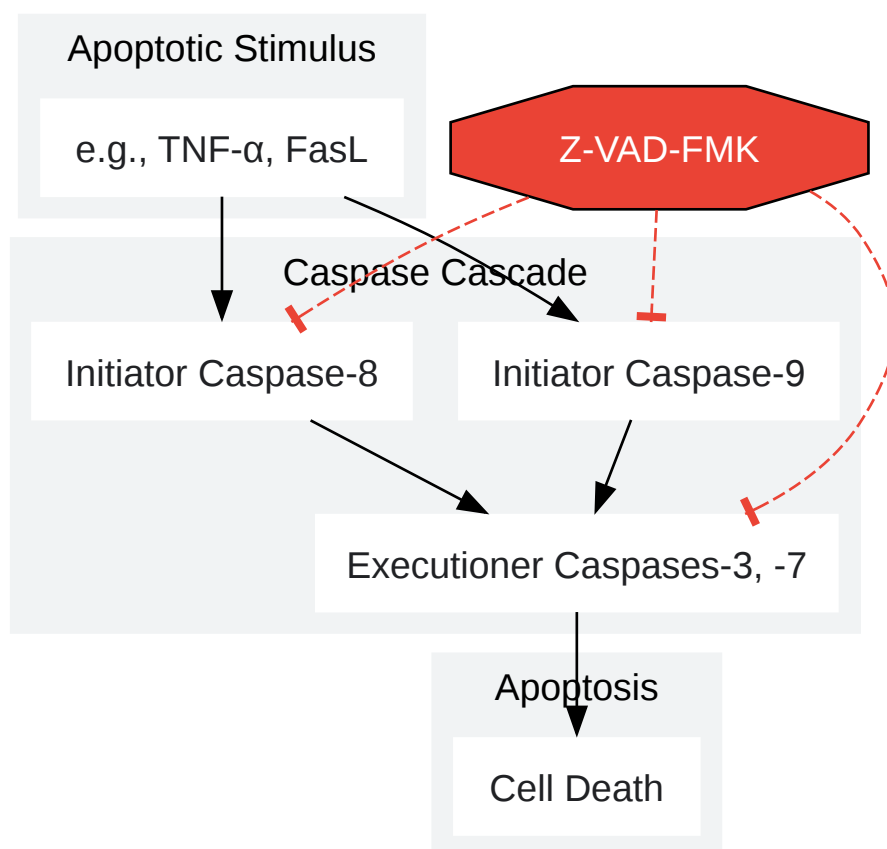 Apoptotic Stimulus
e.g., TNF-α, FasL
Z-VAD-FMK
Caspase Cascade
Initiator Caspase-8
Initiator Caspase-9
Executioner Caspases-3, -7
Apoptosis
Cell Death